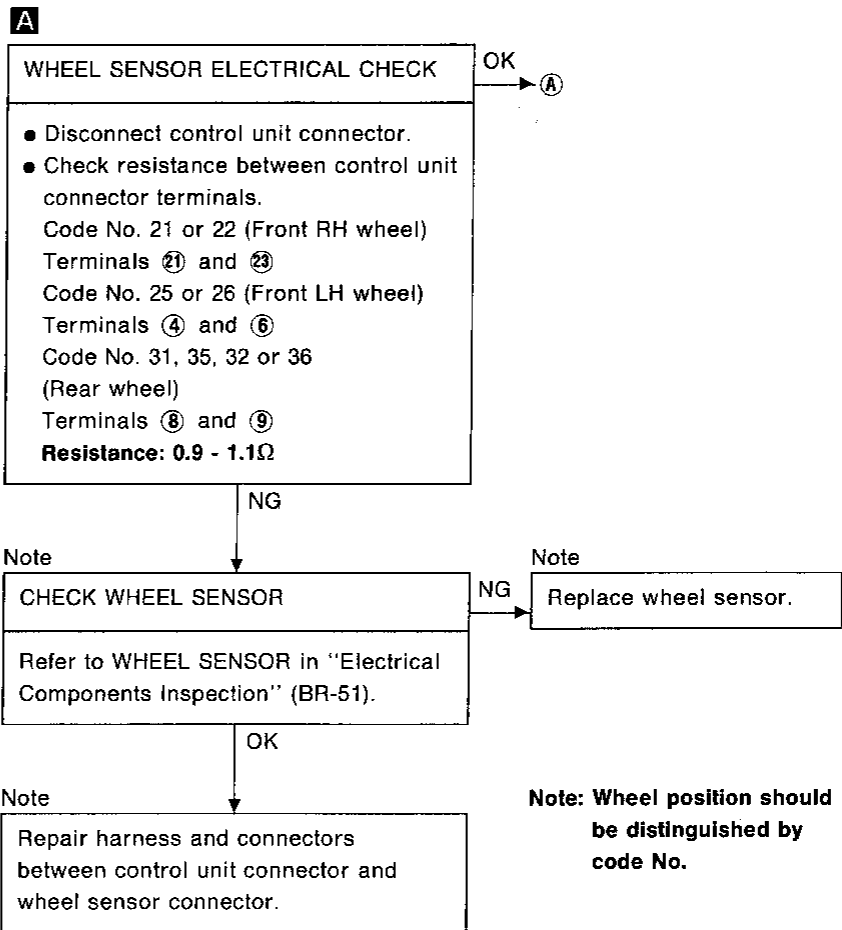 A
WHEEL SENSOR ELECTRICAL CHECK
OK
Ⓐ
● Disconnect control unit connector.
● Check resistance between control unit
connector terminals.
Code No. 21 or 22 (Front RH wheel)
Terminals ㉑ and ㉓
Code No. 25 or 26 (Front LH wheel)
Terminals ④ and ⑥
Code No. 31, 35, 32 or 36
(Rear wheel)
Terminals ⑧ and ⑨
Resistance: 0.9 - 1.1Ω
NG
Note
CHECK WHEEL SENSOR
NG
Note
Replace wheel sensor.
Refer to WHEEL SENSOR in "Electrical
Components Inspection" (BR-51).
OK
Note
Repair harness and connectors
between control unit connector and
wheel sensor connector.
Note: Wheel position should
be distinguished by
code No.